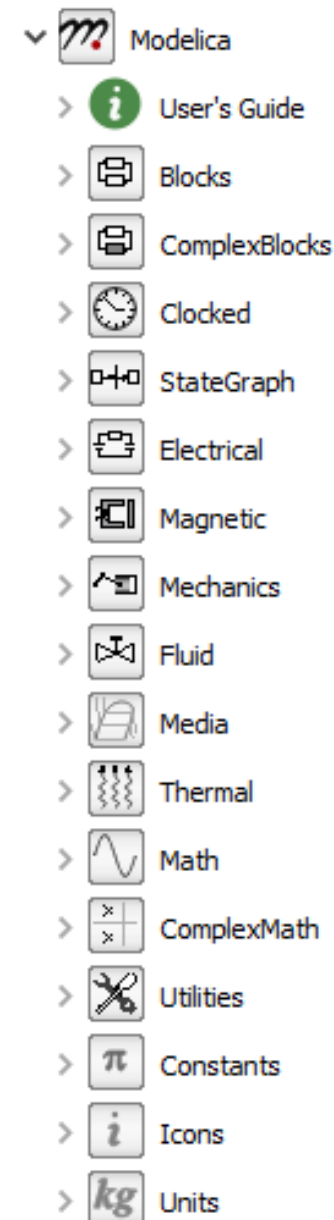 Modelica
User's Guide
Blocks
ComplexBlocks
Clocked
StateGraph
Electrical
Magnetic
Mechanics
Fluid
Media
Thermal
Math
ComplexMath
Utilities
π Constants
i Icons
kg Units